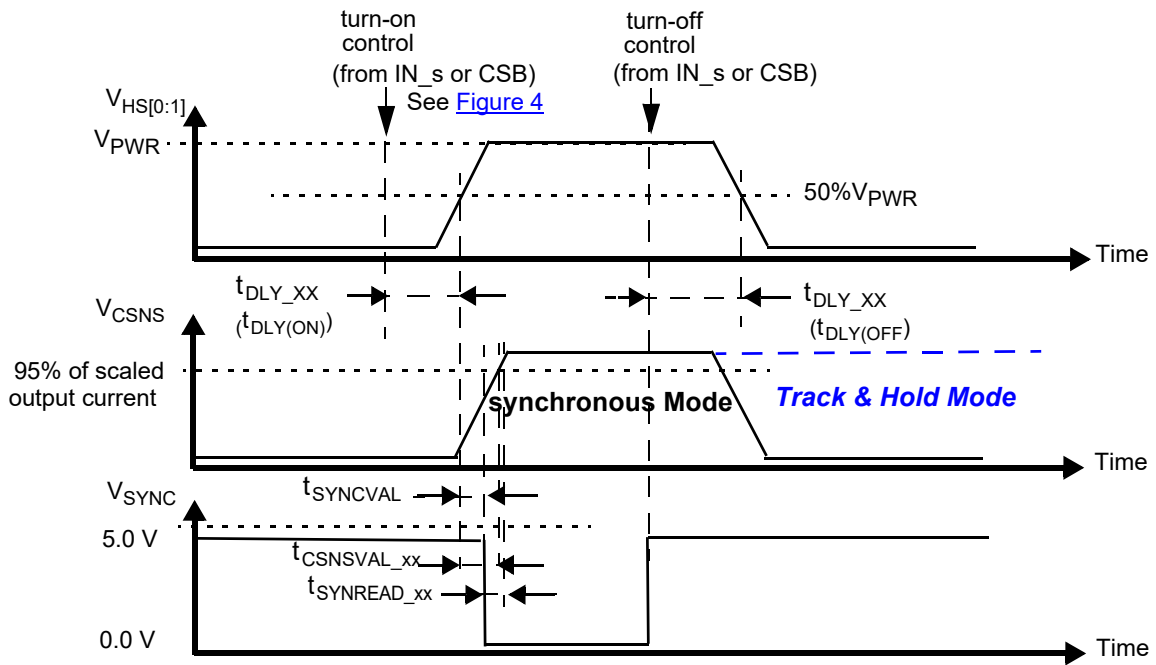 turn-on
control
(from IN_s or CSB)
See Figure 4
turn-off
control
(from IN_s or CSB)
VHS[0:1]
VPWR
50%VPWR
Time
tDLY_XX
(tDLY(ON))
tDLY_XX
(tDLY(OFF)
VCSNS
95% of scaled
output current
synchronous Mode
Track & Hold Mode
Time
VSYNC
tSYNCVAL
5.0 V
tCSNSVAL_xx
tSYNREAD_xx
0.0 V
Time